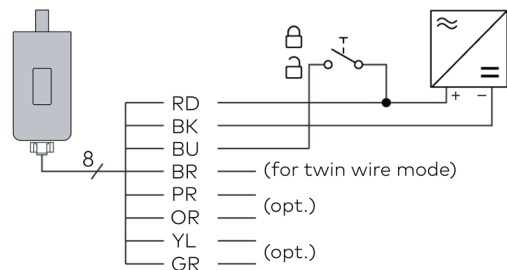 + −
RD
BK
BU
8
BR (for twin wire mode)
PR
(opt.)
OR
YL
(opt.)
GR